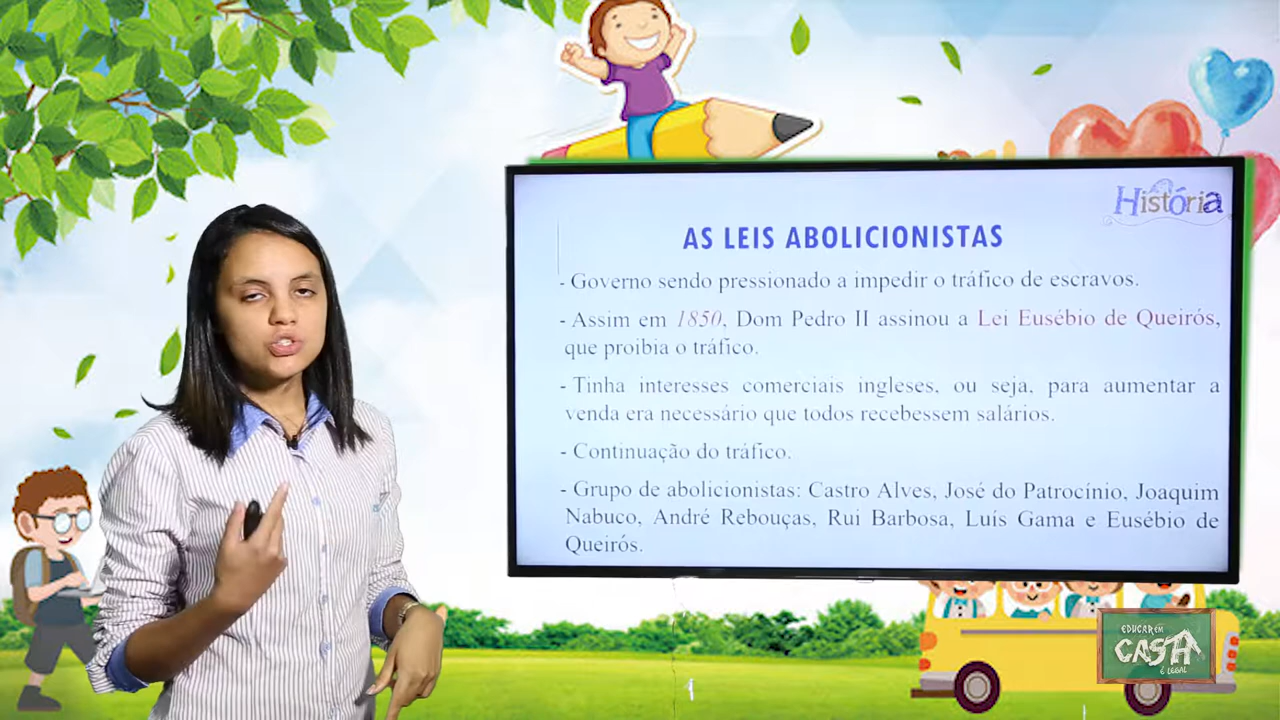 História
AS LEIS ABOLICIONISTAS
- Governo sendo pressionado a impedir o tráfico de escravos.
- Assim em 1850, Dom Pedro II assinou a Lei Eusébio de Queirós,
que proibia o tráfico.
- Tinha interesses comerciais ingleses, ou seja, para aumentar a
venda era necessário que todos recebessem salários.
- Continuação do tráfico.
- Grupo de abolicionistas: Castro Alves, José do Patrocínio, Joaquim
Nabuco, André Rebouças, Rui Barbosa, Luís Gama e Eusébio de
Queirós.
EDUCAR EM
CASA
É LEGAL